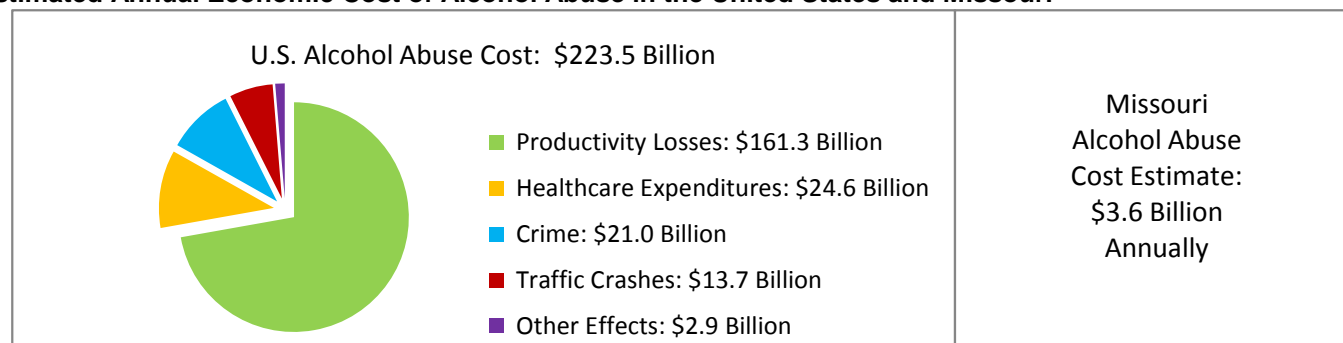 U.S. Alcohol Abuse Cost: $223.5 Billion
Productivity Losses: $161.3 Billion
Healthcare Expenditures: $24.6 Billion
Crime: $21.0 Billion
Traffic Crashes: $13.7 Billion
Other Effects: $2.9 Billion
Missouri
Alcohol Abuse
Cost Estimate:
$3.6 Billion
Annually